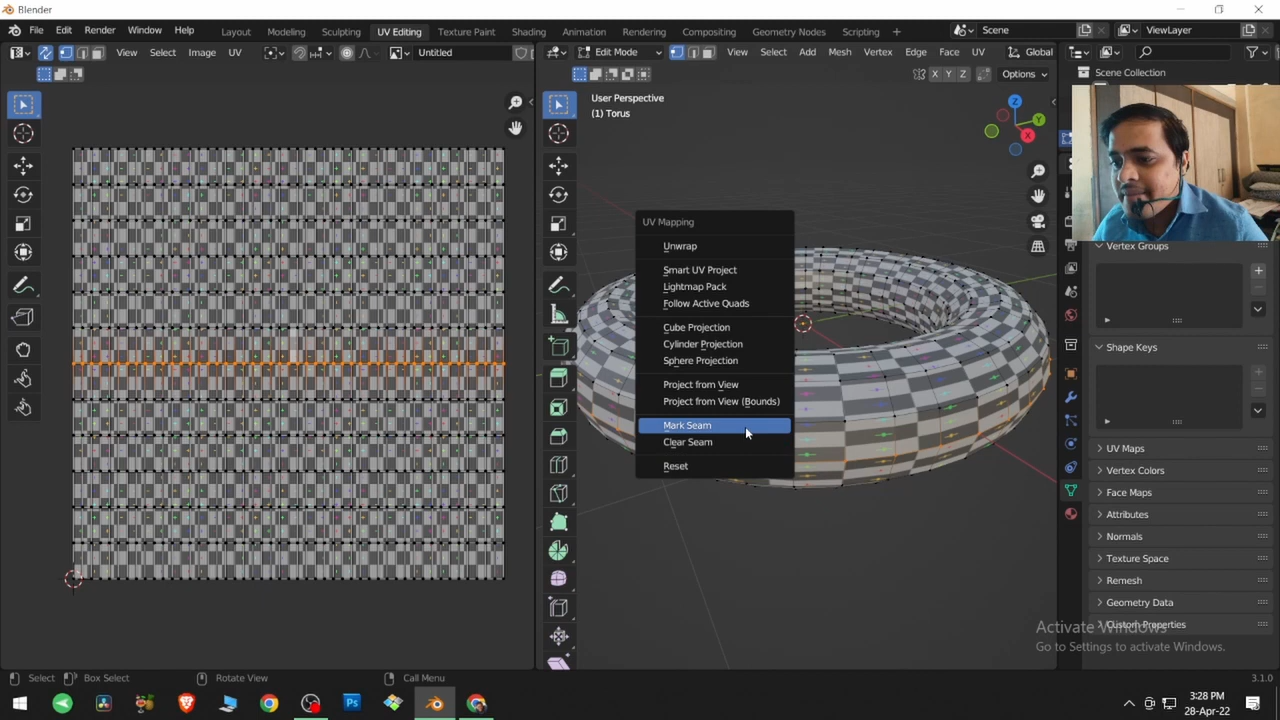 Blender
File Edit Render Window Help
Layout Modeling Sculpting UV Editing Texture Paint Shading Animation Rendering Compositing Geometry Nodes Scripting
Scene
ViewLayer
View Select Image UV
Untitled
Edit Mode
View Select Add Mesh Vertex Edge Face UV
Global
X Y Z
Options
Scene Collection
User Perspective
(1) Torus
Z
Y
X
UV Mapping
Unwrap
Smart UV Project
Lightmap Pack
Follow Active Quads
Cube Projection
Cylinder Projection
Sphere Projection
Project from View
Project from View (Bounds)
Mark Seam
Clear Seam
Reset
Vertex Groups
Shape Keys
UV Maps
Vertex Colors
Face Maps
Attributes
Normals
Texture Space
Remesh
Geometry Data
Custom Properties
Activate Windows
Go to Settings to activate Windows.
Select
Box Select
Rotate View
Call Menu
3.1.0
Ps
3:28 PM
28-Apr-22